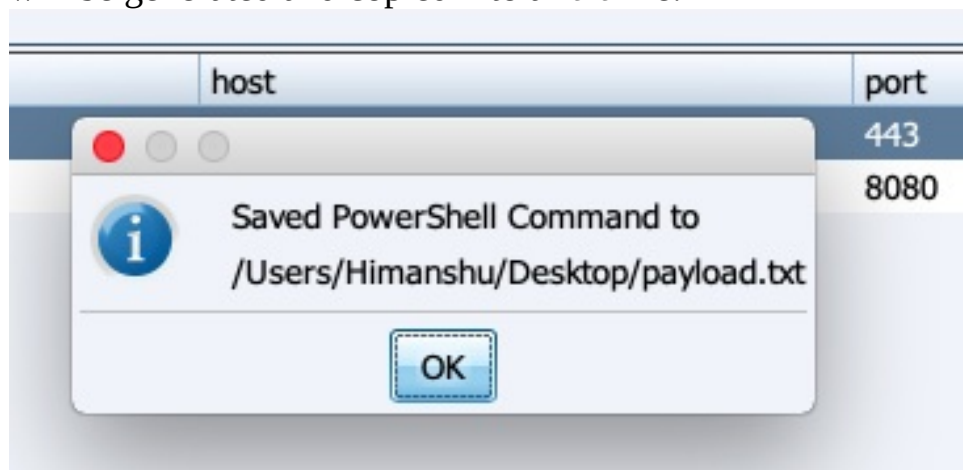 host port
443
8080
Saved PowerShell Command to
/Users/Himanshu/Desktop/payload.txt
OK